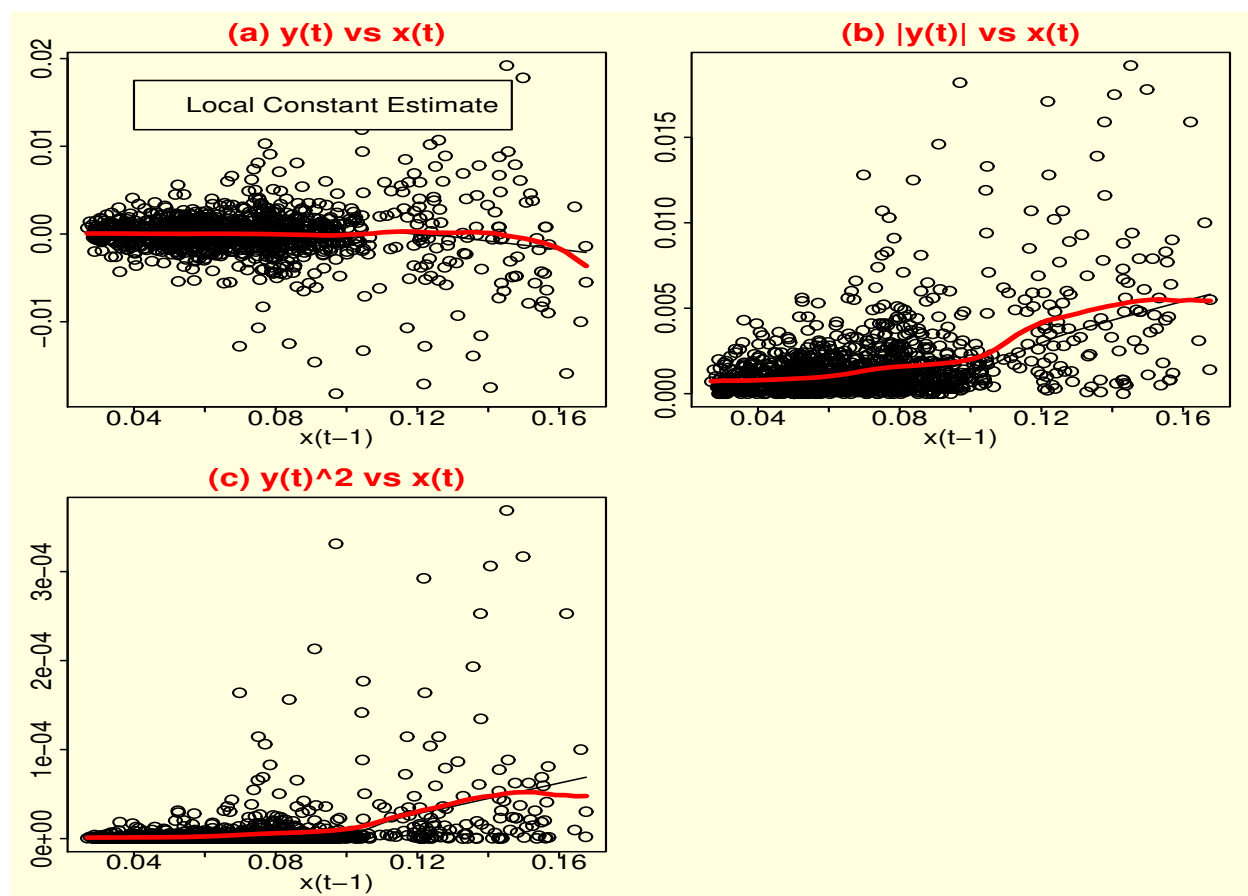 (a) y(t) vs x(t)
0.02
0.01
0.00
−0.01
Local Constant Estimate
0.04
0.08
0.12
0.16
x(t−1)
(b) |y(t)| vs x(t)
0.015
0.010
0.005
0.000
0.04
0.08
0.12
0.16
x(t−1)
(c) y(t)^2 vs x(t)
3e−04
2e−04
1e−04
0e+00
0.04
0.08
0.12
0.16
x(t−1)